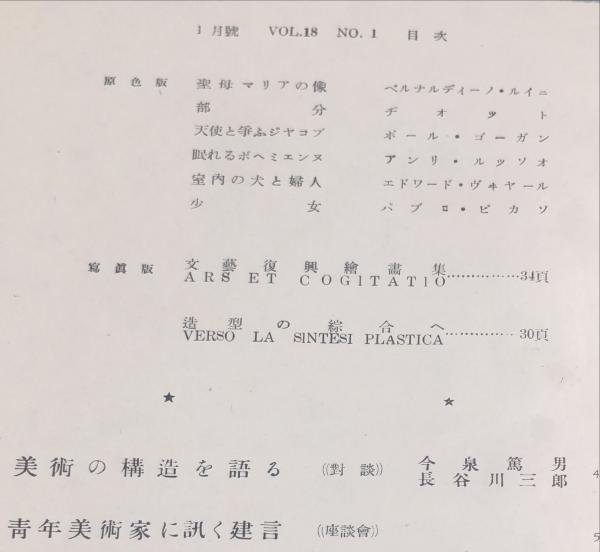 1月號 VOL.18 NO. 1 目次
原色版 聖母マリアの像 ベルナルディーノ・ルイニ
部分 ヂオット
天使と爭ふジヤコブ ポール・ゴーガン
眠れるボヘミエンヌ アンリ・ルッソオ
室內の犬と婦人 エドワード・ヴヰヤール
少女 パブロ・ピカソ
寫眞版 文藝復興繪畫集
ARS ET COGITATIO ……………34頁
造型の綜合へ
VERSO LA SINTESI PLASTICA …………… 30頁
★ ☆
美術の構造を語る ((對談)) 今泉篤男
長谷川三郎 4
靑年美術家に訊く建言 ((座談會)) 5